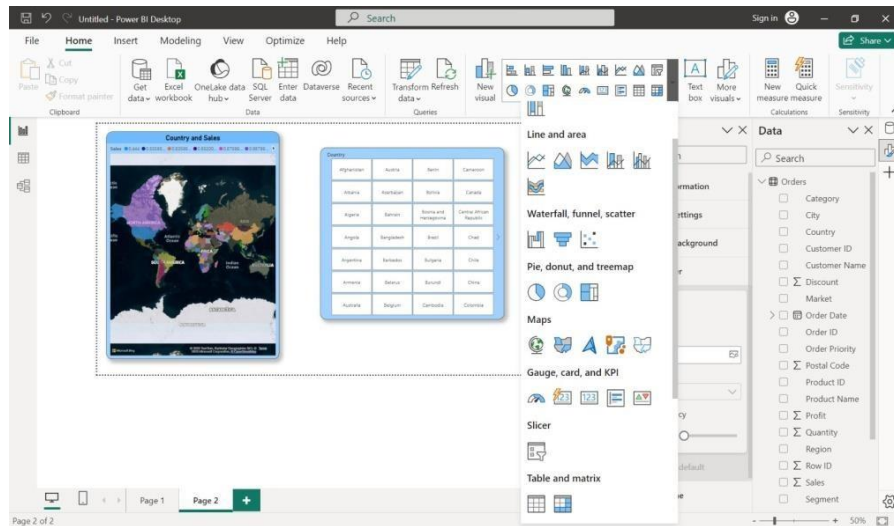 Untitled - Power BI Desktop
Search
Sign in
File Home Insert Modeling View Optimize Help
Share
Paste
Cut
Copy
Format painter
Clipboard
Get data
Excel workbook
OneLake data hub
SQL Server
Enter data
Dataverse
Recent sources
Data
Transform data
Refresh
Queries
New visual
Text box
More visuals
New measure
Quick measure
Calculations
Sensitivity
Sensitivity
Country and Sales
Sales
Country
Afghanistan Austria Benin Cameroon
Albania Azerbaijan Bolivia Canada
Algeria Bahrain Bosnia and Herzegovina Central African Republic
Angola Bangladesh Brazil Chad
Argentina Barbados Bulgaria Chile
Armenia Belarus Burundi China
Australia Belgium Cambodia Colombia
Line and area
Waterfall, funnel, scatter
Pie, donut, and treemap
Maps
Gauge, card, and KPI
123
123
Slicer
Table and matrix
Data
Search
Orders
Category
City
Country
Customer ID
Customer Name
Discount
Market
Order Date
Order ID
Order Priority
Postal Code
Product ID
Product Name
Profit
Quantity
Region
Row ID
Sales
Segment
Page 1
Page 2
Page 2 of 2
50%